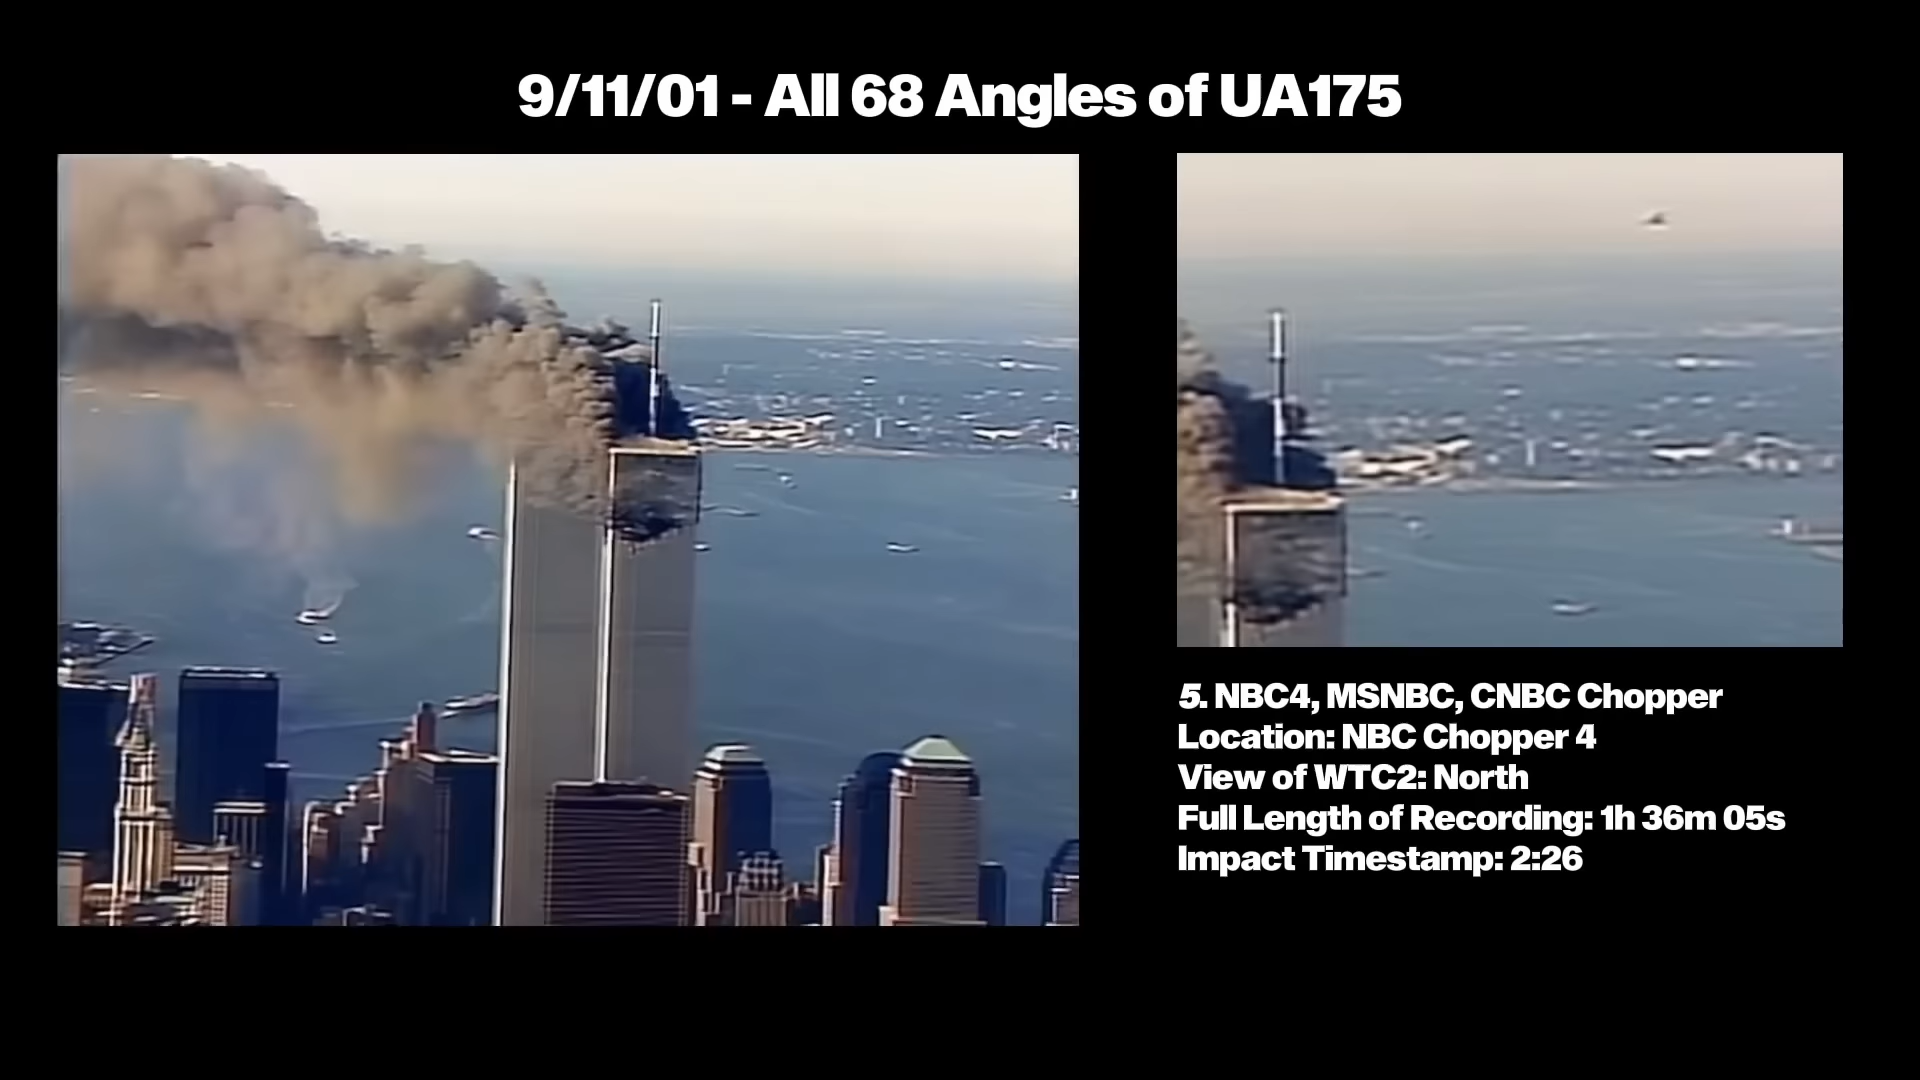 9/11/01 - All 68 Angles of UA175
5. NBC4, MSNBC, CNBC Chopper
Location: NBC Chopper 4
View of WTC2: North
Full Length of Recording: 1h 36m 05s
Impact Timestamp: 2:26